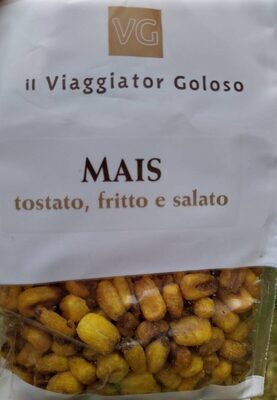 VG
il Viaggiator Goloso
MAIS
tostato, fritto e salato